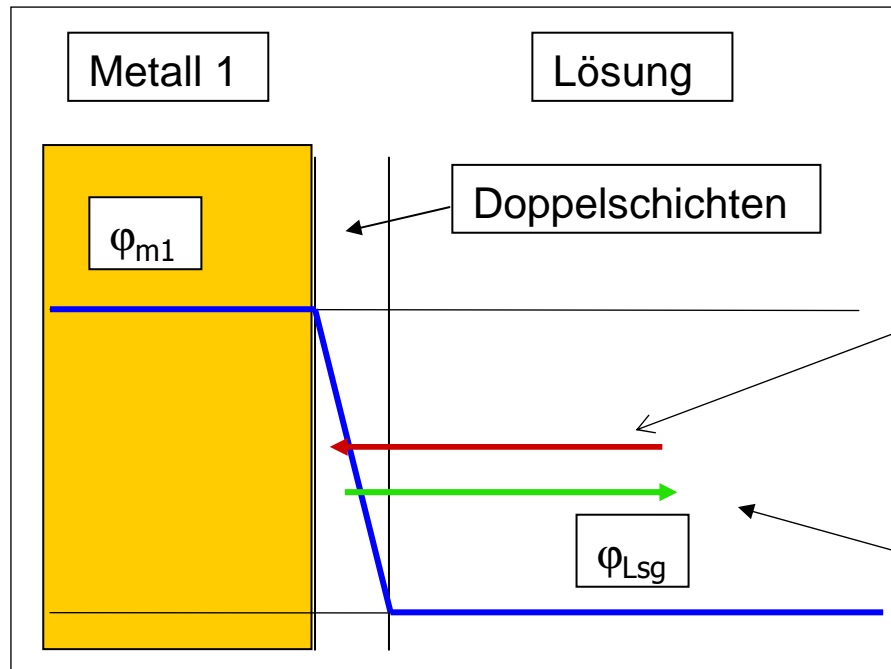 Metall 1
Lösung
Doppelschichten
φm1
φLsg